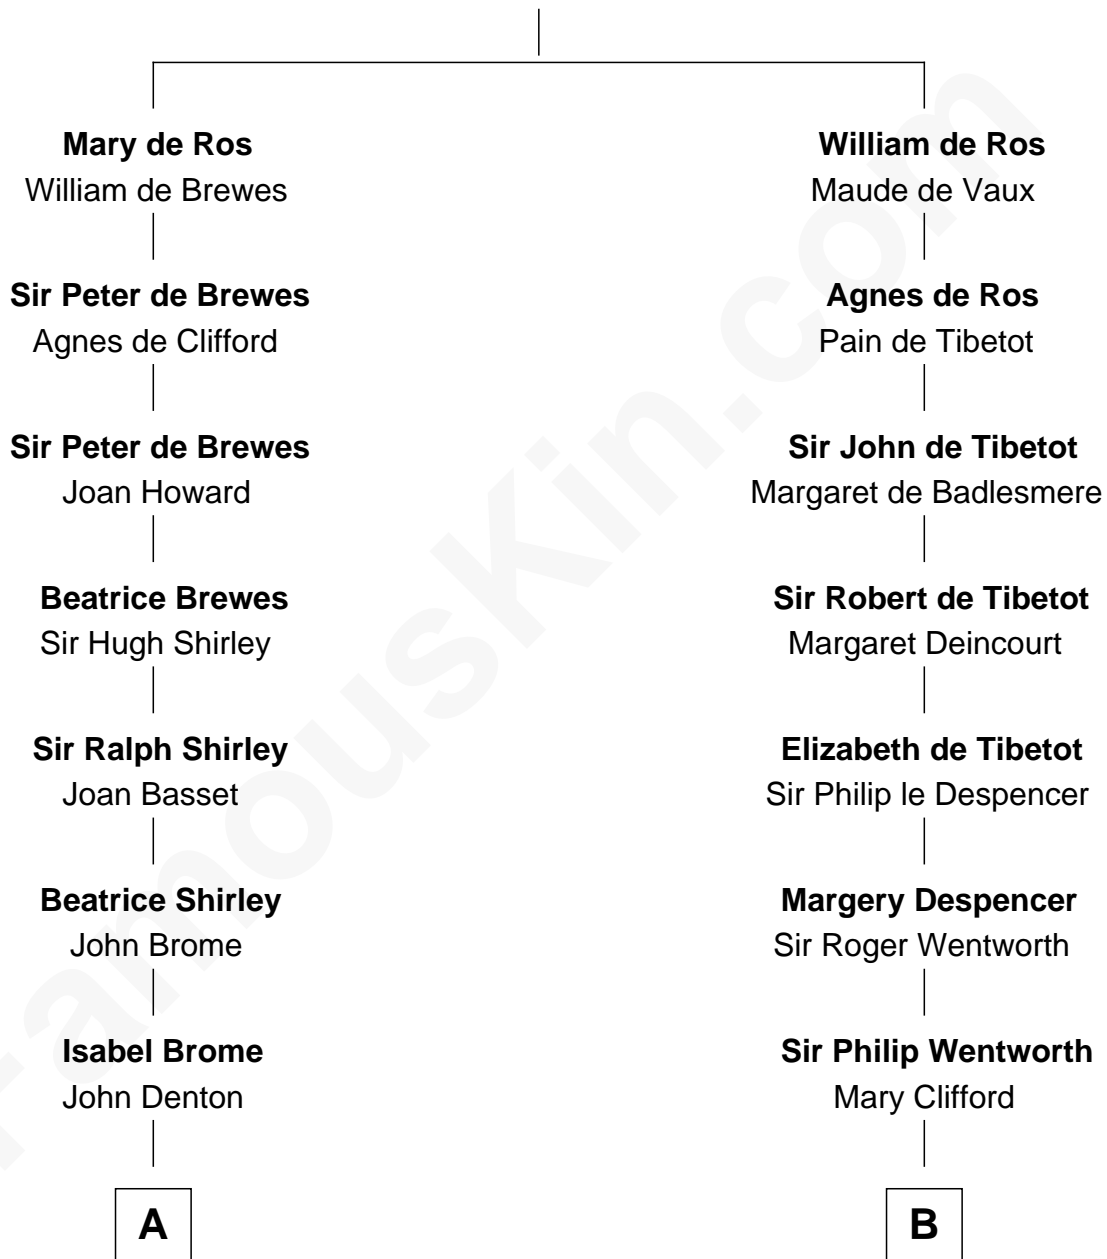 Mary de Ros
William de Brewes
Sir Peter de Brewes
Agnes de Clifford
Sir Peter de Brewes
Joan Howard
Beatrice Brewes
Sir Hugh Shirley
Sir Ralph Shirley
Joan Basset
Beatrice Shirley
John Brome
Isabel Brome
John Denton
A
William de Ros
Maude de Vaux
Agnes de Ros
Pain de Tibetot
Sir John de Tibetot
Margaret de Badlesmere
Sir Robert de Tibetot
Margaret Deincourt
Elizabeth de Tibetot
Sir Philip le Despencer
Margery Despencer
Sir Roger Wentworth
Sir Philip Wentworth
Mary Clifford
B
FamousKin.com